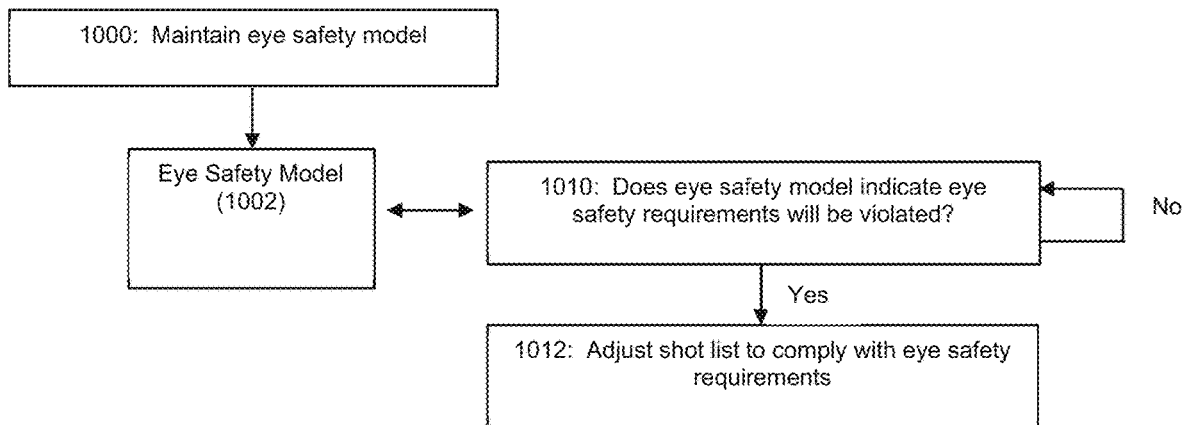 1000: Maintain eye safety model
Eye Safety Model
(1002)
1010: Does eye safety model indicate eye
safety requirements will be violated?
No
Yes
1012: Adjust shot list to comply with eye safety
requirements